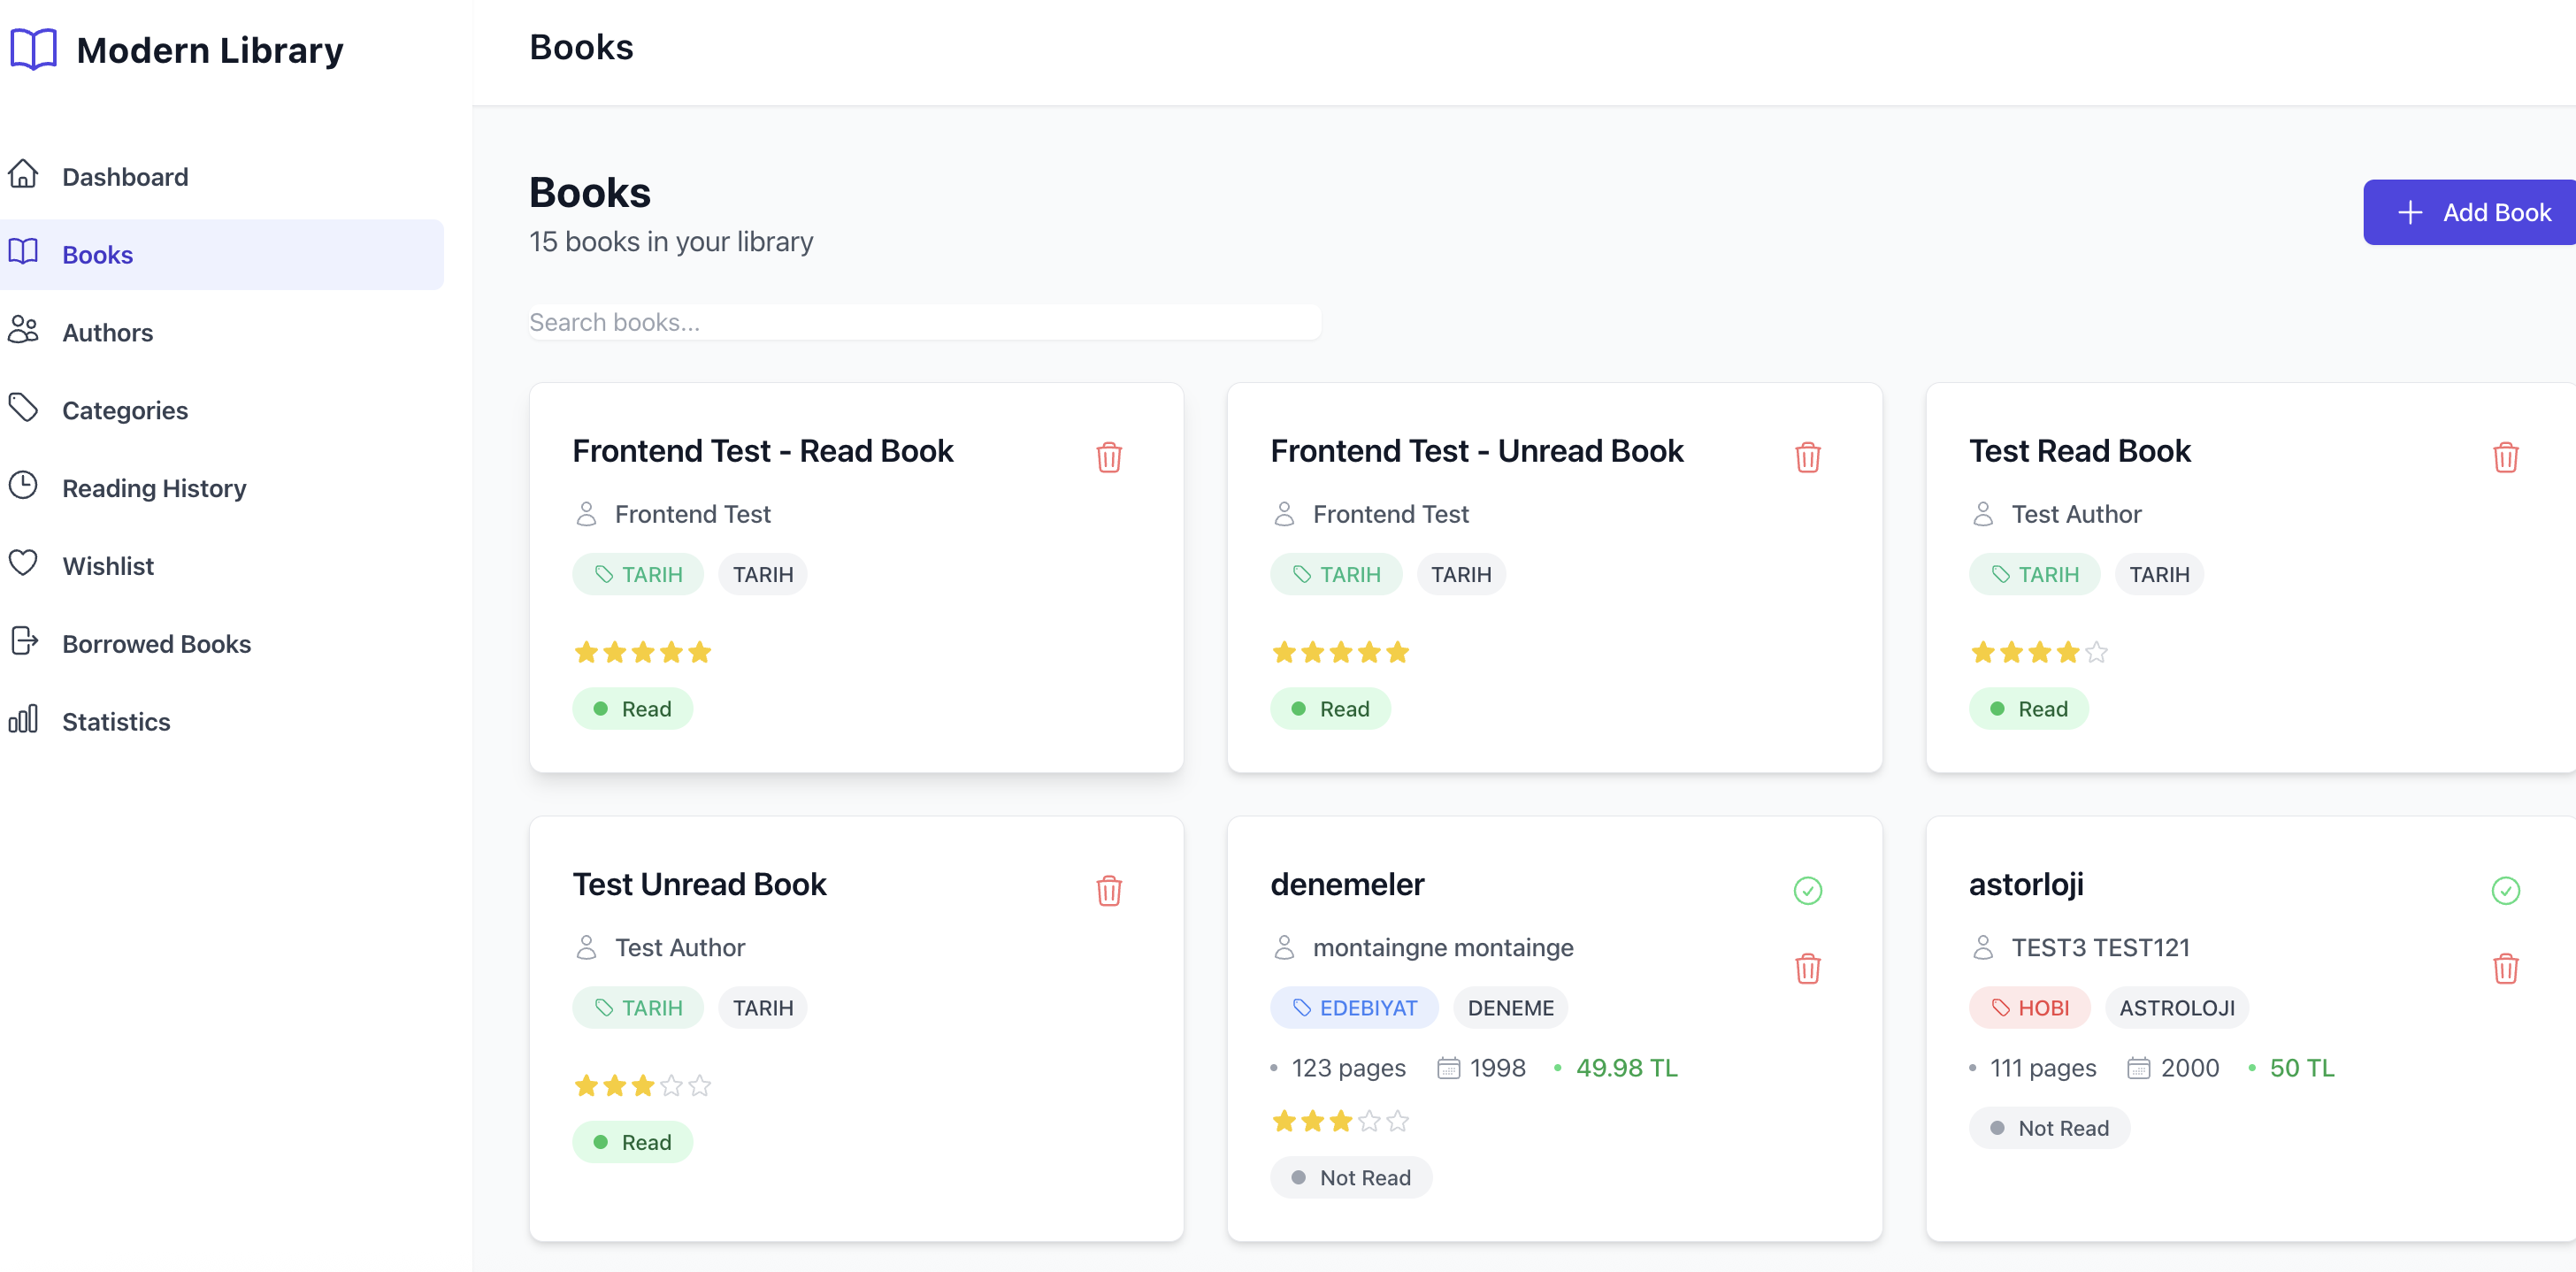 Modern Library
Dashboard
Books
Authors
Categories
Reading History
Wishlist
Borrowed Books
Statistics
Books
Books
15 books in your library
Add Book
Search books...
Frontend Test - Read Book
Frontend Test
TARIH TARIH
Read
Frontend Test - Unread Book
Frontend Test
TARIH TARIH
Read
Test Read Book
Test Author
TARIH TARIH
Read
Test Unread Book
Test Author
TARIH TARIH
Read
denemeler
montaingne montainge
EDEBIYAT DENEME
123 pages 1998 49.98 TL
Not Read
astorloji
TEST3 TEST121
HOBI ASTROLOJI
111 pages 2000 50 TL
Not Read